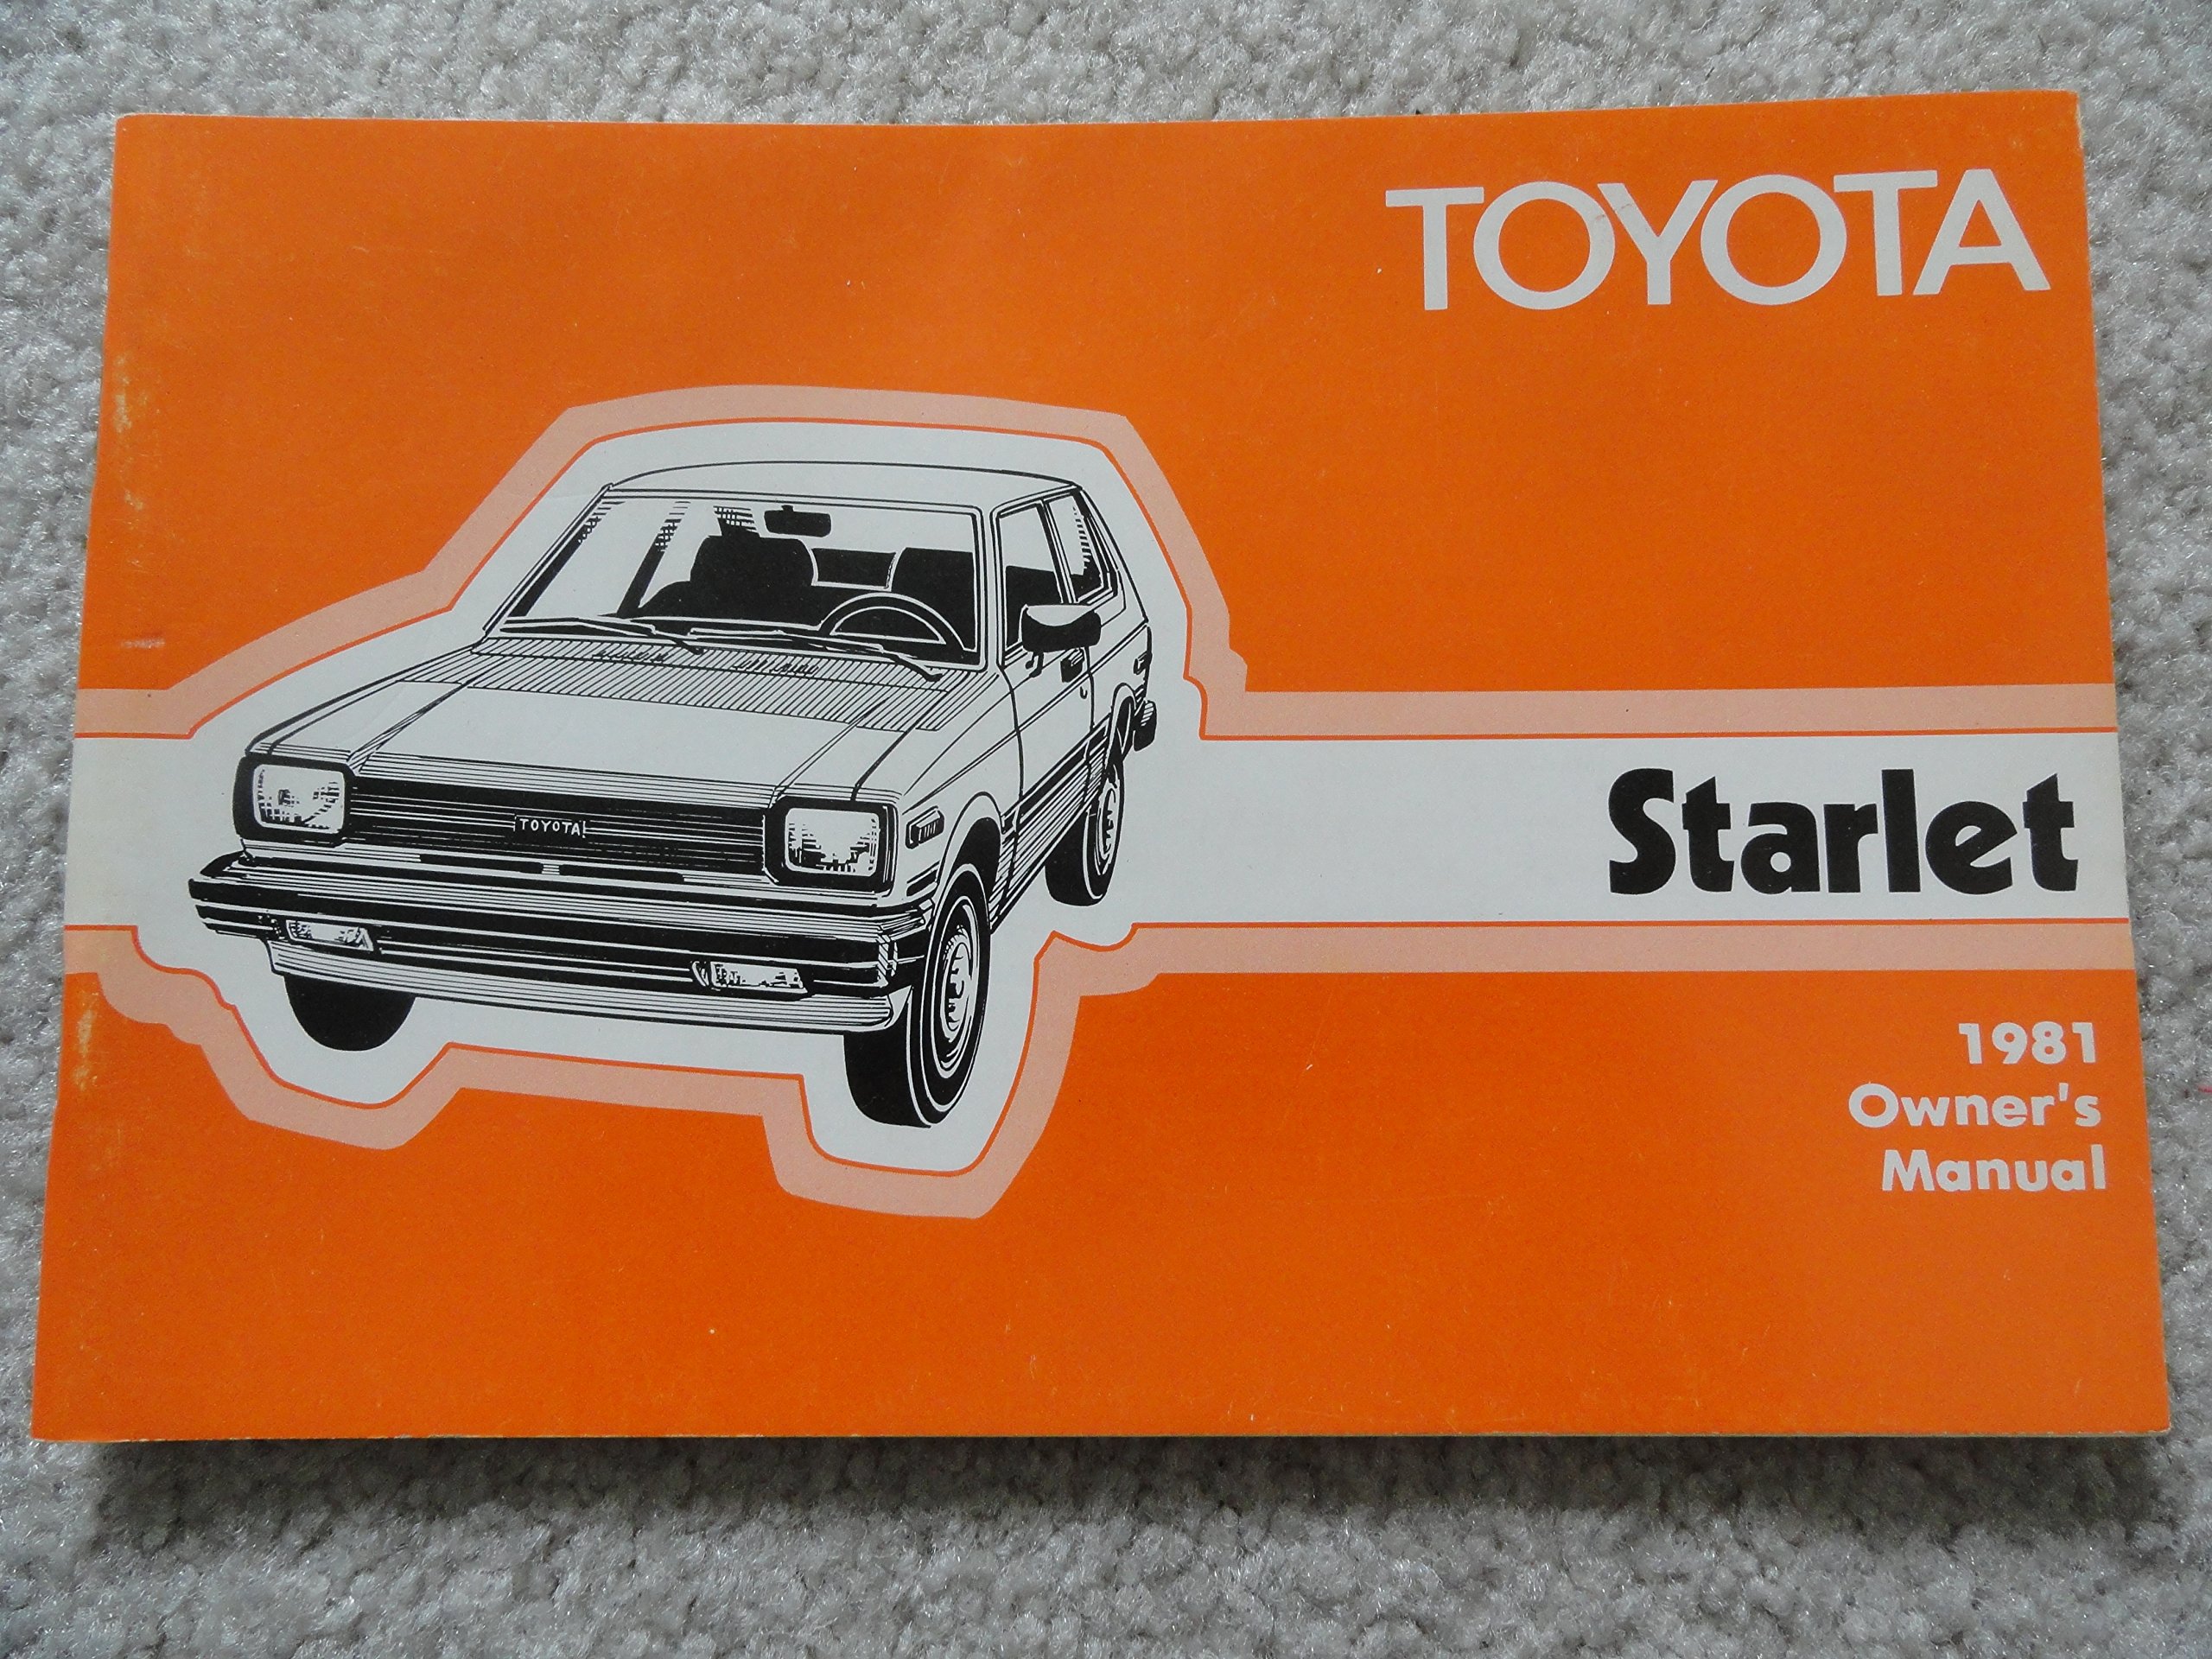 TOYOTA
TOYOTA
Starlet
1981
Owner's
Manual